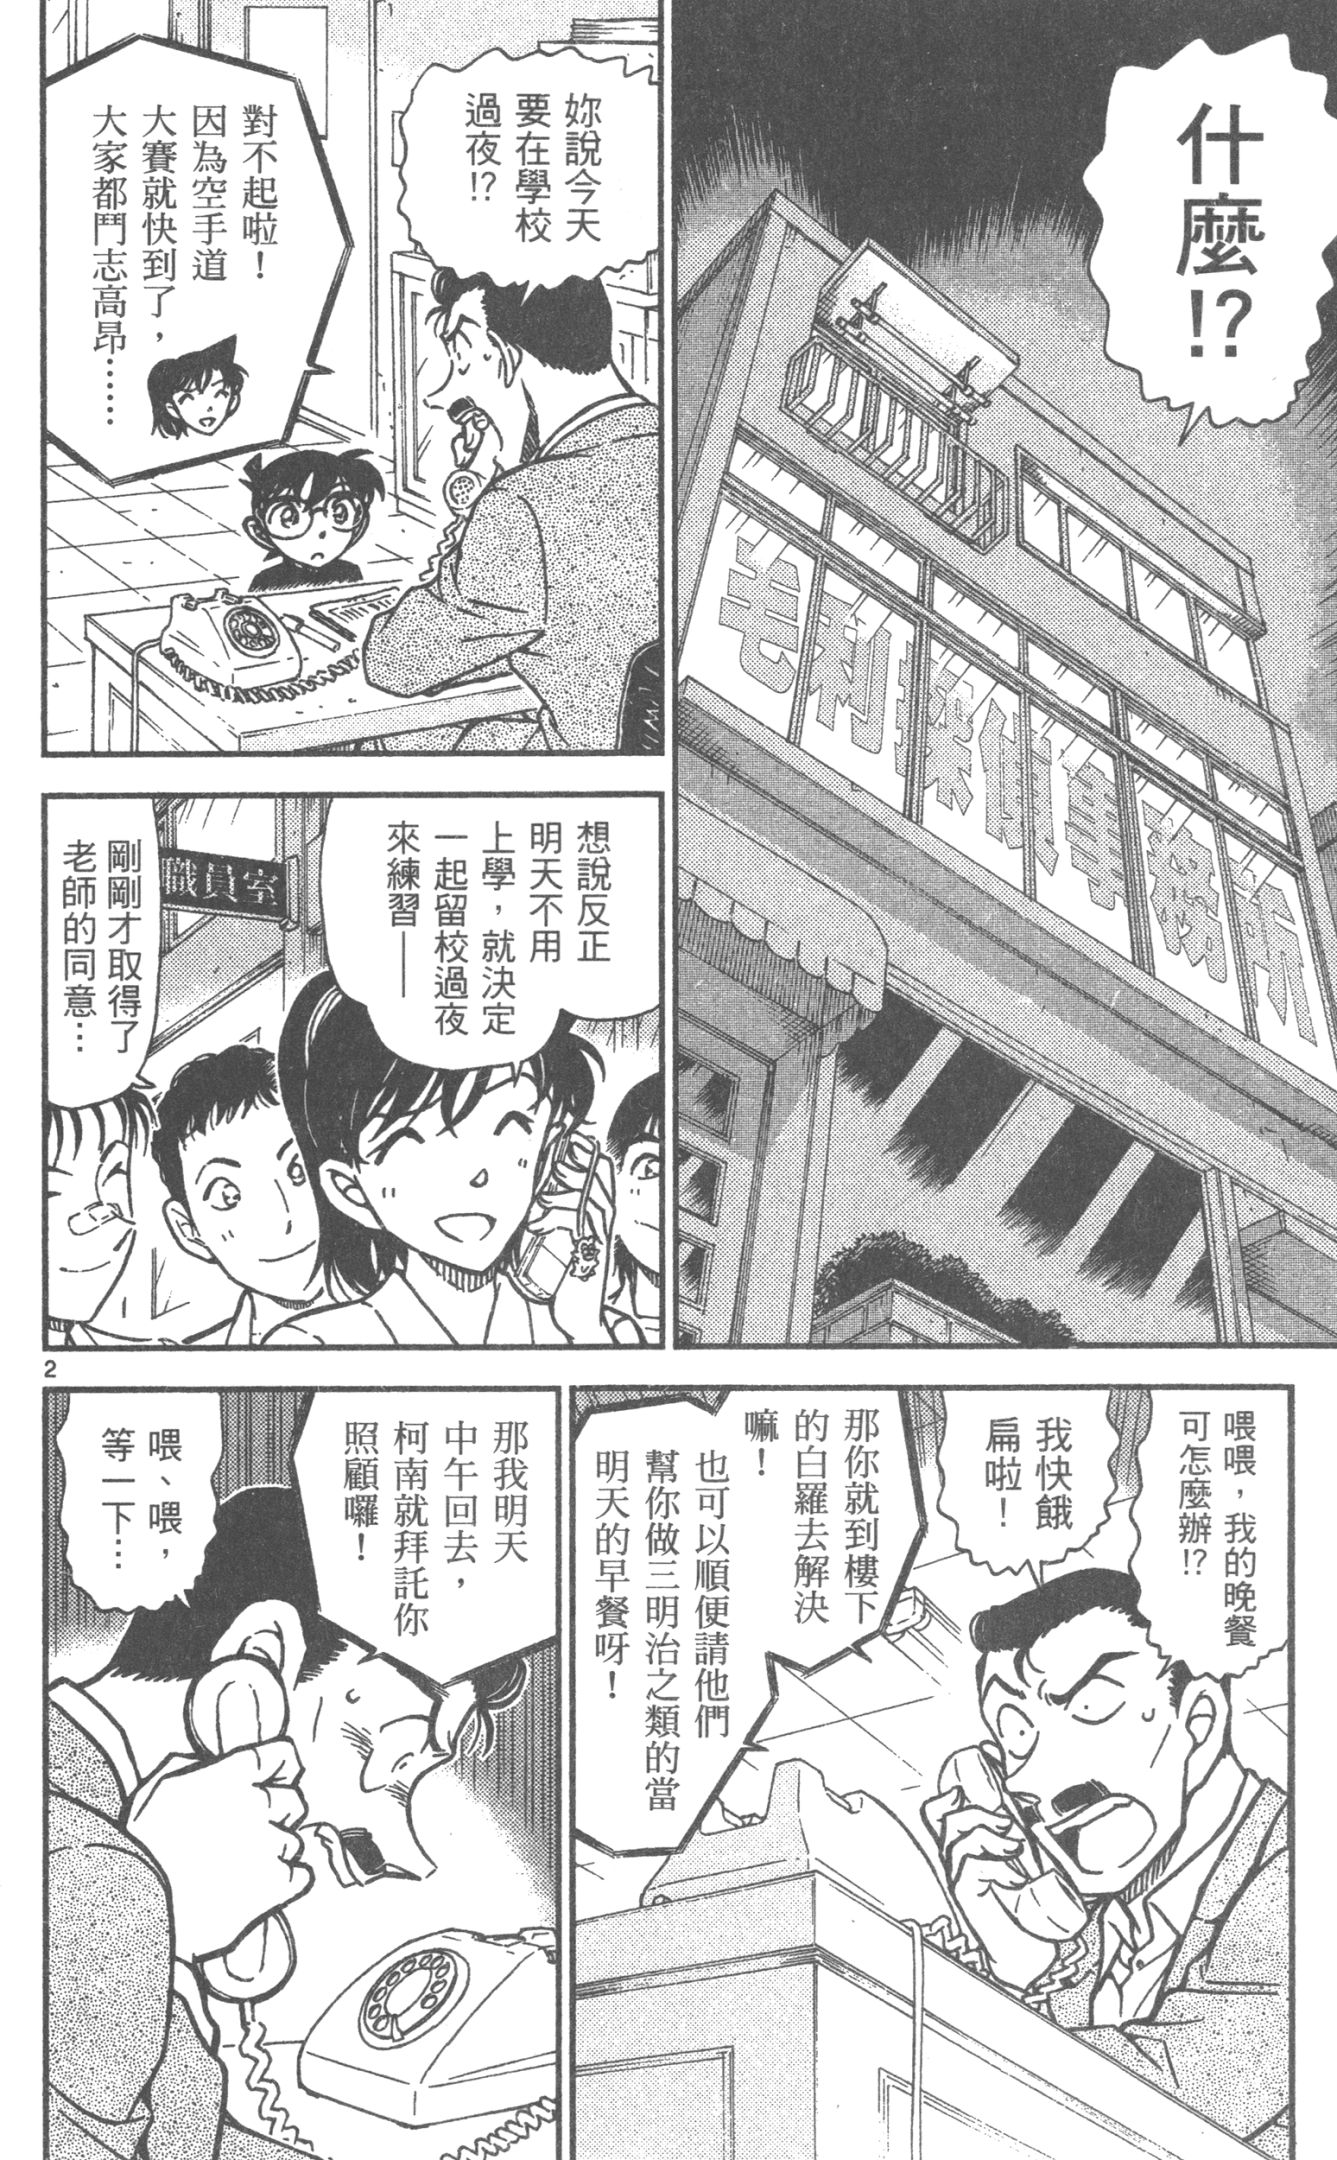 什麼!?
毛利探偵事務所
妳說今天
要在學校
過夜!?
對不起啦！
因為空手道
大賽就快到了，
大家都鬥志高昂……
想說反正
明天不用
上學，就決定
一起留校過夜
來練習——
職員室
剛剛才取得了
老師的同意…
2
喂喂，我的晚餐
可怎麼辦!?
我快餓
扁啦！
那你就到樓下
的白羅去解決
嘛！
也可以順便請他們
幫你做三明治之類的當
明天的早餐呀！
那我明天
中午回去，
柯南就拜託你
照顧囉！
喂、喂，
等一下…